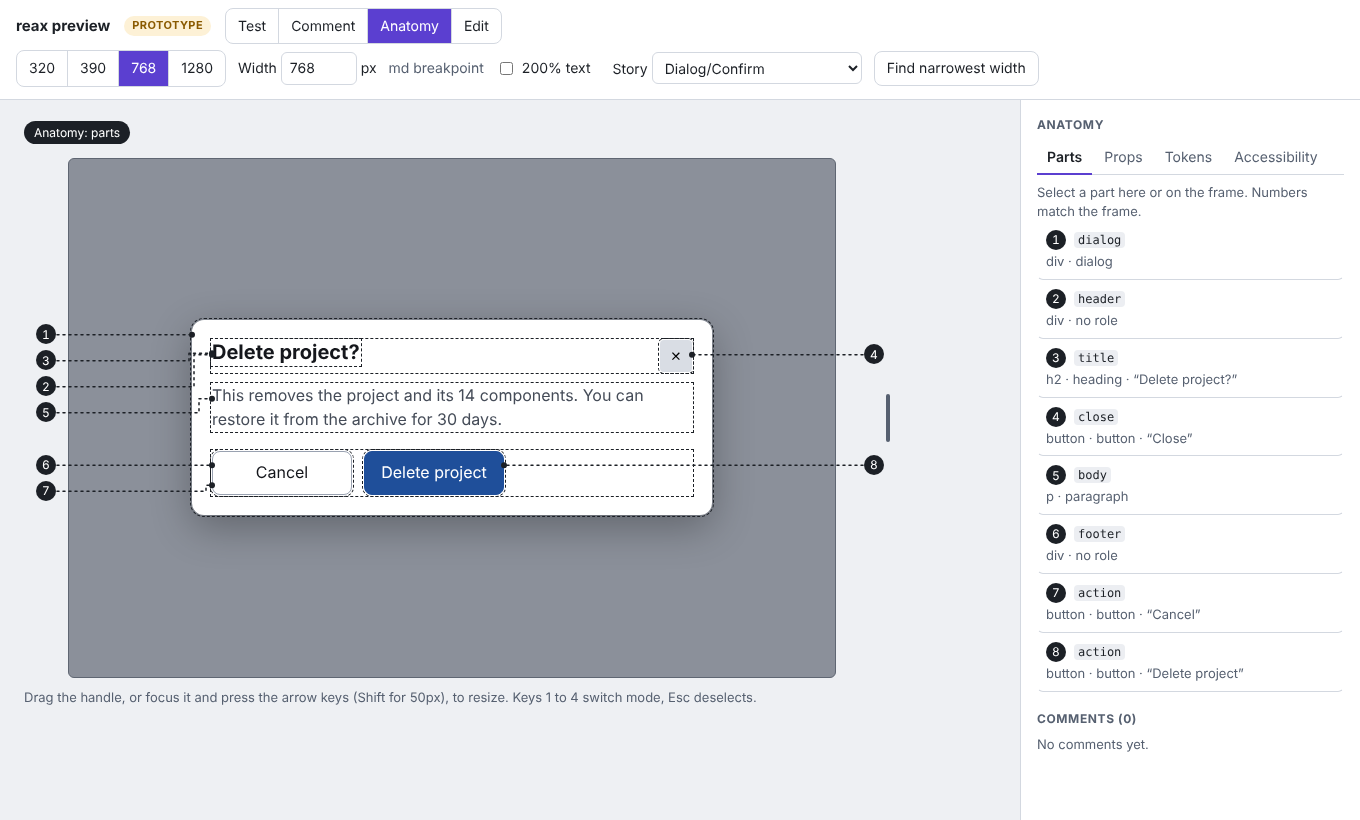 reax preview PROTOTYPE Test Comment Anatomy Edit
320 390 768 1280 Width 768 px md breakpoint 200% text Story Dialog/Confirm Find narrowest width
Anatomy: parts
1
3
2
5
6
7
4
8
Delete project?
×
This removes the project and its 14 components. You can
restore it from the archive for 30 days.
Cancel Delete project
Drag the handle, or focus it and press the arrow keys (Shift for 50px), to resize. Keys 1 to 4 switch mode, Esc deselects.
ANATOMY
Parts Props Tokens Accessibility
Select a part here or on the frame. Numbers
match the frame.
1 dialog
div · dialog
2 header
div · no role
3 title
h2 · heading · “Delete project?”
4 close
button · button · “Close”
5 body
p · paragraph
6 footer
div · no role
7 action
button · button · “Cancel”
8 action
button · button · “Delete project”
COMMENTS (0)
No comments yet.